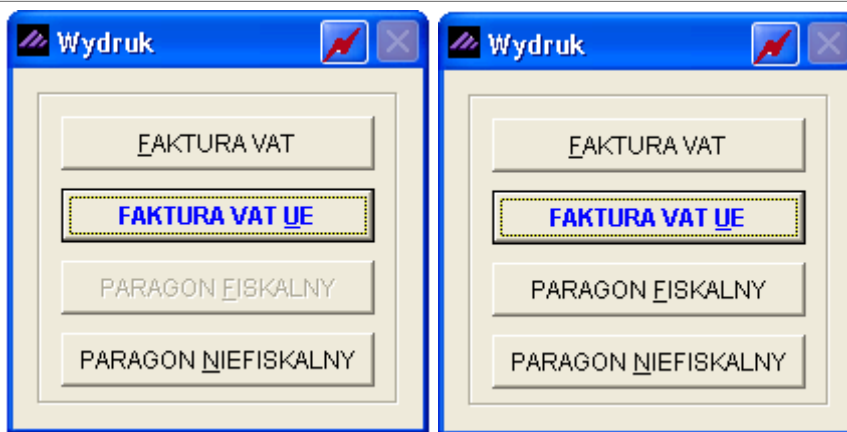 Wydruk
FAKTURA VAT
FAKTURA VAT UE
PARAGON FISKALNY
PARAGON NIEFISKALNY
Wydruk
FAKTURA VAT
FAKTURA VAT UE
PARAGON FISKALNY
PARAGON NIEFISKALNY